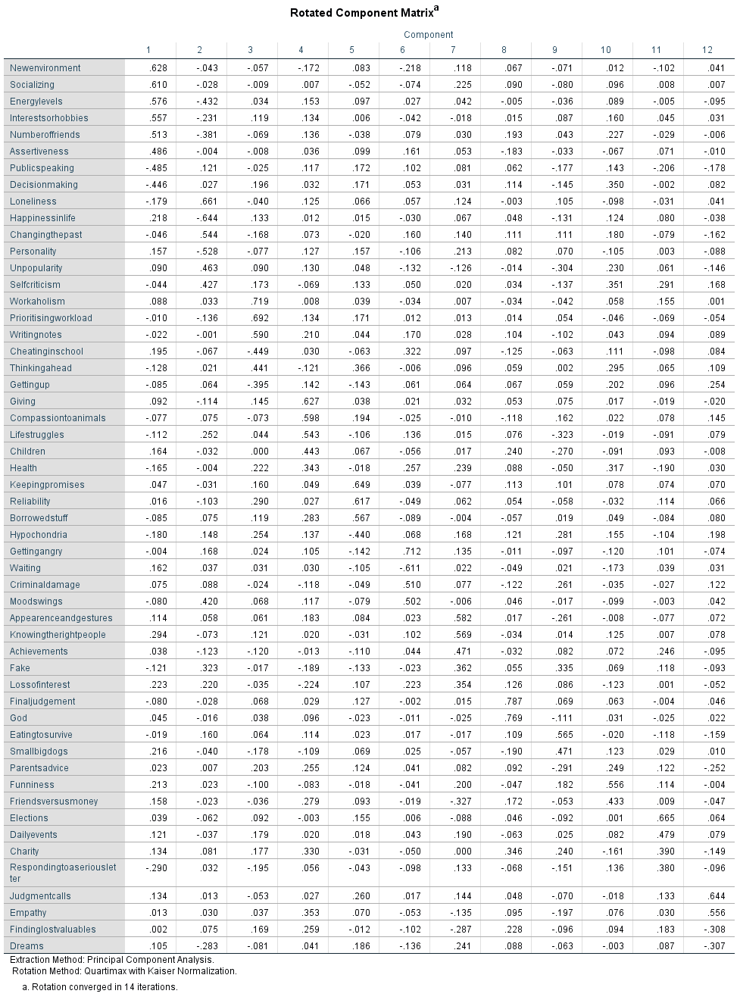 Rotated Component Matrixa
Component
1 2 3 4 5 6 7 8 9 10 11 12
Newenvironment .628 -.043 -.057 -.172 .083 -.218 .118 .067 -.071 .012 -.102 .041
Socializing .610 -.028 -.009 .007 -.052 -.074 .225 .090 -.080 .096 .008 .007
Energylevels .576 -.432 .034 .153 .097 .027 .042 -.005 -.036 .089 -.005 -.095
Interestsorhobbies .557 -.231 .119 .134 .006 -.042 -.018 .015 .087 .160 .045 .031
Numberoffriends .513 -.381 -.069 .136 -.038 .079 .030 .193 .043 .227 -.029 -.006
Assertiveness .486 -.004 -.008 .036 .099 .161 .053 -.183 -.033 -.067 .071 -.010
Publicspeaking -.485 .121 -.025 .117 .172 .102 .081 .062 -.177 .143 -.206 -.178
Decisionmaking -.446 .027 .196 .032 .171 .053 .031 .114 -.145 .350 -.002 .082
Loneliness -.179 .661 -.040 .125 .066 .057 .124 -.003 .105 -.098 -.031 .041
Happinessinlife .218 -.644 .133 .012 .015 -.030 .067 .048 -.131 .124 .080 -.038
Changingthepast -.046 .544 -.168 .073 -.020 .160 .140 .111 .111 .180 -.079 -.162
Personality .157 -.528 -.077 .127 .157 -.106 .213 .082 .070 -.105 .003 -.088
Unpopularity .090 .463 .090 .130 .048 -.132 -.126 -.014 -.304 .230 .061 -.146
Selfcriticism -.044 .427 .173 -.069 .133 .050 .020 .034 -.137 .351 .291 .168
Workaholism .088 .033 .719 .008 .039 -.034 .007 -.034 -.042 .058 .155 .001
Prioritisingworkload -.010 -.136 .692 .134 .171 .012 .013 .014 .054 -.046 -.069 -.054
Writingnotes -.022 -.001 .590 .210 .044 .170 .028 .104 -.102 .043 .094 .089
Cheatinginschool .195 -.067 -.449 .030 -.063 .322 .097 -.125 -.063 .111 -.098 .084
Thinkingahead -.128 .021 .441 -.121 .366 -.006 .096 .059 .002 .295 .065 .109
Gettingup -.085 .064 -.395 .142 -.143 .061 .064 .067 .059 .202 .096 .254
Giving .092 -.114 .145 .627 .038 .021 .032 .053 .075 .017 -.019 -.020
Compassiontoanimals -.077 .075 -.073 .598 .194 -.025 -.010 -.118 .162 .022 .078 .145
Lifestruggles -.112 .252 .044 .543 -.106 .136 .015 .076 -.323 -.019 -.091 .079
Children .164 -.032 .000 .443 .067 -.056 .017 .240 -.270 -.091 .093 -.008
Health -.165 -.004 .222 .343 -.018 .257 .239 .088 -.050 .317 -.190 .030
Keepingpromises .047 -.031 .160 .049 .649 .039 -.077 .113 .101 .078 .074 .070
Reliability .016 -.103 .290 .027 .617 -.049 .062 .054 -.058 -.032 .114 .066
Borrowedstuff -.085 .075 .119 .283 .567 -.089 -.004 -.057 .019 .049 -.084 .080
Hypochondria -.180 .148 .254 .137 -.440 .068 .168 .121 .281 .155 -.104 .198
Gettingangry -.004 .168 .024 .105 -.142 .712 .135 -.011 -.097 -.120 .101 -.074
Waiting .162 .037 .031 .030 -.105 -.611 .022 -.049 .021 -.173 .039 .031
Criminaldamage .075 .088 -.024 -.118 -.049 .510 .077 -.122 .261 -.035 -.027 .122
Moodswings -.080 .420 .068 .117 -.079 .502 -.006 .046 -.017 -.099 -.003 .042
Appearenceandgestures .114 .058 .061 .183 .084 .023 .582 .017 -.261 -.008 -.077 .072
Knowingtherightpeople .294 -.073 .121 .020 -.031 .102 .569 -.034 .014 .125 .007 .078
Achievements .038 -.123 -.120 -.013 -.110 .044 .471 -.032 .082 .072 .246 -.095
Fake -.121 .323 -.017 -.189 -.133 -.023 .362 .055 .335 .069 .118 -.093
Lossofinterest .223 .220 -.035 -.224 .107 .223 .354 .126 .086 -.123 .001 -.052
Finaljudgement -.080 -.028 .068 .029 .127 -.002 .015 .787 .069 .063 -.004 .046
God .045 -.016 .038 .096 -.023 -.011 -.025 .769 -.111 .031 -.025 .022
Eatingtosurvive -.019 .160 .064 .114 .023 .017 -.017 .109 .565 -.020 -.118 -.159
Smallbigdogs .216 -.040 -.178 -.109 .069 .025 -.057 -.190 .471 .123 .029 .010
Parentsadvice .023 .007 .203 .255 .124 .041 .082 .092 -.291 .249 .122 -.252
Funniness .213 .023 -.100 -.083 -.018 -.041 .200 -.047 .182 .556 .114 -.004
Friendsversusmoney .158 -.023 -.036 .279 .093 -.019 -.327 .172 -.053 .433 .009 -.047
Elections .039 -.062 .092 -.003 .155 .006 -.088 .046 -.092 .001 .665 .064
Dailyevents .121 -.037 .179 .020 .018 .043 .190 -.063 .025 .082 .479 .079
Charity .134 .081 .177 .330 -.031 -.050 .000 .346 .240 -.161 .390 -.149
Respondingtoaseriouslet -.290 .032 -.195 .056 -.043 -.098 .133 -.068 -.151 .136 .380 -.096
ter
Judgmentcalls .134 .013 -.053 .027 .260 .017 .144 .048 -.070 -.018 .133 .644
Empathy .013 .030 .037 .353 .070 -.053 -.135 .095 -.197 .076 .030 .556
Findinglostvaluables .002 .075 .169 .259 -.012 -.102 -.287 .228 -.096 .094 .183 -.308
Dreams .105 -.283 -.081 .041 .186 -.136 .241 .088 -.063 -.003 .087 -.307
Extraction Method: Principal Component Analysis.
Rotation Method: Quartimax with Kaiser Normalization.
a. Rotation converged in 14 iterations.